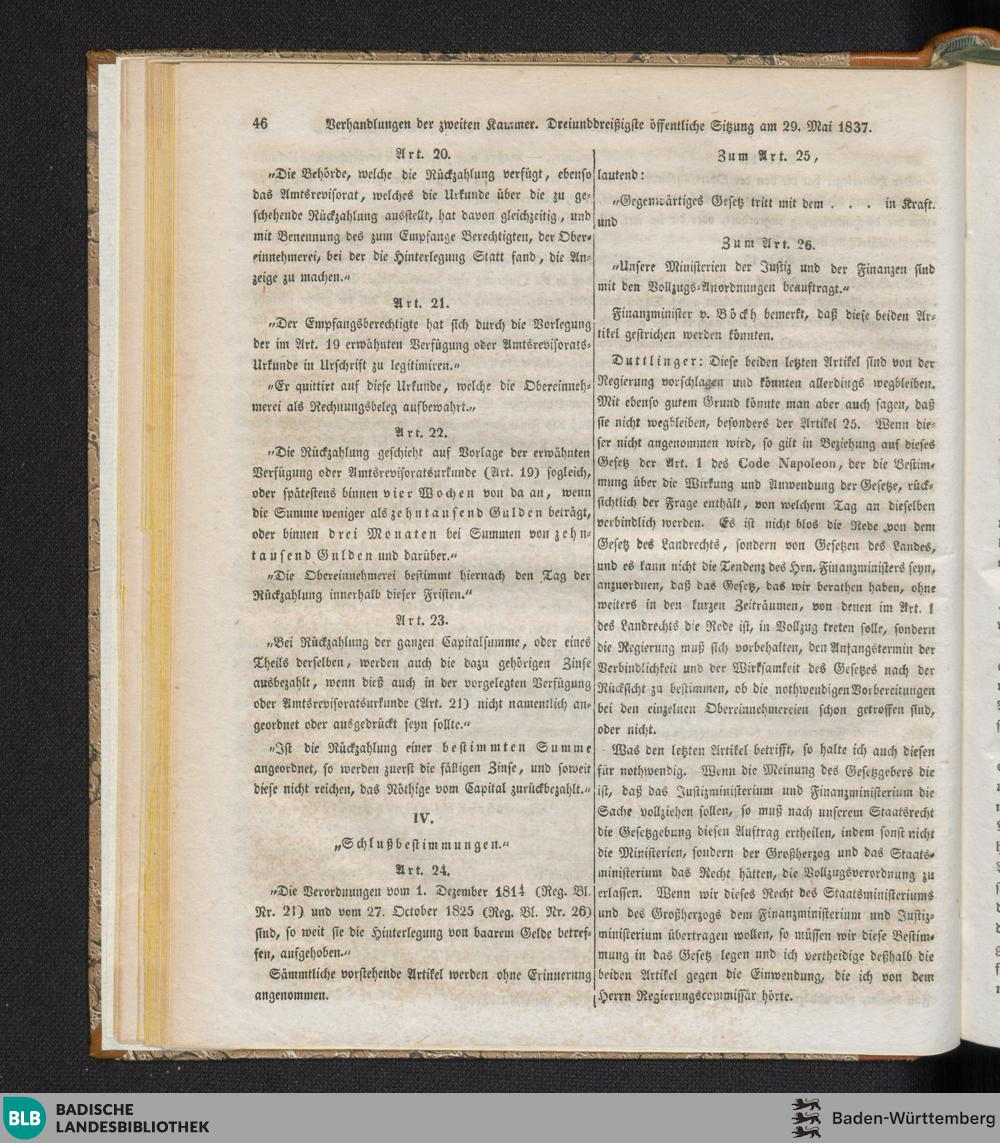 46 Verhandlungen der zweiten Kammer. Dreiunddreißigste öffentliche Sitzung am 29. Mai 1837.
Art. 20.
„Die Behörde, welche die Rückzahlung verfügt, ebenso
das Amtsrevisorat, welches die Urkunde über die zu ge-
schehende Rückzahlung ausstellt, hat davon gleichzeitig, und
mit Benennung des zum Empfange Berechtigten, der Ober-
einnehmerei, bei der die Hinterlegung Statt fand, die An-
zeige zu machen.“
Art. 21.
„Der Empfangsberechtigte hat sich durch die Vorlegung
der im Art. 19 erwähnten Verfügung oder Amtsrevisorats-
Urkunde in Urschrift zu legitimiren.“
„Er quittirt auf diese Urkunde, welche die Obereinneh-
merei als Rechnungsbeleg aufbewahrt.„
Art. 22.
„Die Rückzahlung geschieht auf Vorlage der erwähnten
Verfügung oder Amtsrevisoratsurkunde (Art. 19) sogleich,
oder spätestens binnen vier Wochen von da an, wenn
die Summe weniger als zehntausend Gulden beträgt,
oder binnen drei Monaten bei Summen von zehn-
tausend Gulden und darüber.“
„Die Obereinnehmerei bestimmt hiernach den Tag der
Rückzahlung innerhalb dieser Fristen.“
Art. 23.
„Bei Rückzahlung der ganzen Capitalsumme, oder eines
Theils derselben, werden auch die dazu gehörigen Zinse
ausbezahlt, wenn dieß auch in der vorgelegten Verfügung
oder Amtsrevisoratsurkunde (Art. 21) nicht namentlich an-
geordnet oder ausgedrückt seyn sollte.“
„Ist die Rückzahlung einer bestimmten Summe
angeordnet, so werden zuerst die fälligen Zinse, und soweit
diese nicht reichen, das Nöthige vom Capital zurückbezahlt.“
IV.
„Schlußbestimmungen.“
Art. 24.
„Die Verordnungen vom 1. Dezember 1814 (Reg. Bl.
Nr. 21) und vom 27. October 1825 (Reg. Bl. Nr. 26)
sind, so weit sie die Hinterlegung von baarem Gelde betref-
fen, aufgehoben.“
Sämmtliche vorstehende Artikel werden ohne Erinnerung
angenommen.
Zum Art. 25,
lautend:
„Gegenwärtiges Gesetz tritt mit dem . . . in Kraft.
und
Zum Art. 26.
„Unsere Ministerien der Justiz und der Finanzen sind
mit den Vollzugs-Anordnungen beauftragt.“
Finanzminister v. Böckh bemerkt, daß diese beiden Ar-
tikel gestrichen werden könnten.
Duttlinger: Diese beiden letzten Artikel sind von der
Regierung vorschlagen und könnten allerdings wegbleiben.
Mit ebenso gutem Grund könnte man aber auch sagen, daß
sie nicht wegbleiben, besonders der Artikel 25. Wenn die-
ser nicht angenommen wird, so gilt in Beziehung auf dieses
Gesetz der Art. 1 des Code Napoleon, der die Bestim-
mung über die Wirkung und Anwendung der Gesetze, rück-
sichtlich der Frage enthält, von welchem Tag an dieselben
verbindlich werden. Es ist nicht blos die Rede von dem
Gesetz des Landrechts, sondern von Gesetzen des Landes,
und es kann nicht die Tendenz des Hrn. Finanzministers seyn,
anzuordnen, daß das Gesetz, das wir berathen haben, ohne
weiters in den kurzen Zeiträumen, von denen im Art. 1
des Landrechts die Rede ist, in Vollzug treten solle, sondern
die Regierung muß sich vorbehalten, den Anfangstermin der
Verbindlichkeit und der Wirksamkeit des Gesetzes nach der
Rücksicht zu bestimmen, ob die nothwendigen Vorbereitungen
bei den einzelnen Obereinnehmereien schon getroffen sind,
oder nicht.
Was den letzten Artikel betrifft, so halte ich auch diesen
für nothwendig. Wenn die Meinung des Gesetzgebers die
ist, daß das Justizministerium und Finanzministerium die
Sache vollziehen sollen, so muß nach unserem Staatsrecht
die Gesetzgebung diesen Auftrag ertheilen, indem sonst nicht
die Ministerien, sondern der Großherzog und das Staats-
ministerium das Recht hätten, die Vollzugsverordnung zu
erlassen. Wenn wir dieses Recht des Staatsministeriums
und des Großherzogs dem Finanzministerium und Justiz-
ministerium übertragen wollen, so müssen wir diese Bestim-
mung in das Gesetz legen und ich vertheidige deßhalb die
beiden Artikel gegen die Einwendung, die ich von dem
Herrn Regierungscommissär hörte.
BLB BADISCHE
LANDESBIBLIOTHEK
Baden-Württemberg